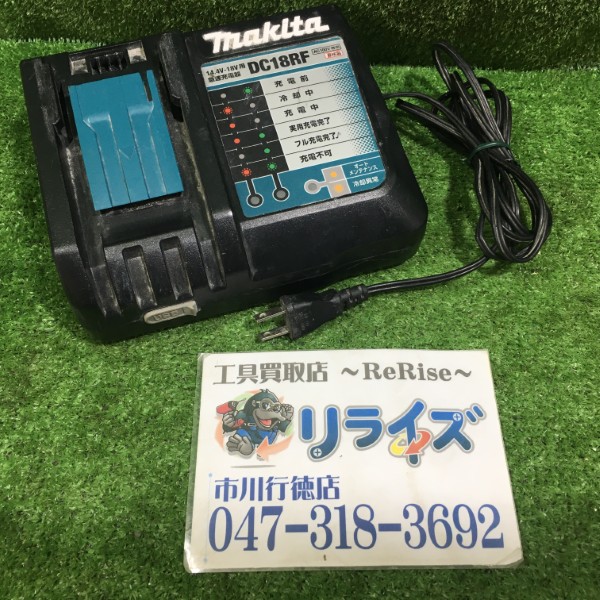 makita
14.4V-18V用
急速充電器 DC18RF
充電前
冷却中
充電中
実用充電完了
フル充電完了♪
充電不可
オート
メンテナンス
冷却異常
工具買取店 ～ReRise～
リライズ
市川行徳店
047-318-3692